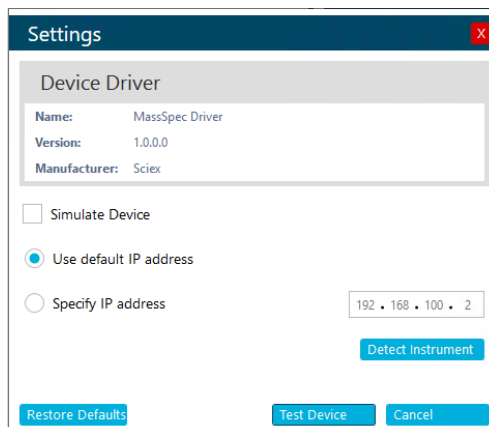 Settings
X
Device Driver
Name: MassSpec Driver
Version: 1.0.0.0
Manufacturer: Sciex
Simulate Device
Use default IP address
Specify IP address 192 . 168 . 100 . 2
Detect Instrument
Restore Defaults Test Device Cancel